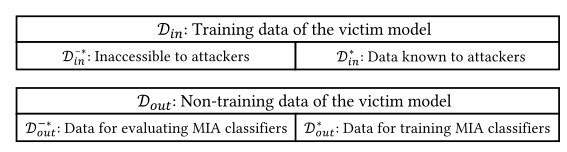 𝒟_in: Training data of the victim model
𝒟_in^{-*}: Inaccessible to attackers 𝒟_in^*: Data known to attackers
𝒟_out: Non-training data of the victim model
𝒟_out^{-*}: Data for evaluating MIA classifiers 𝒟_out^*: Data for training MIA classifiers